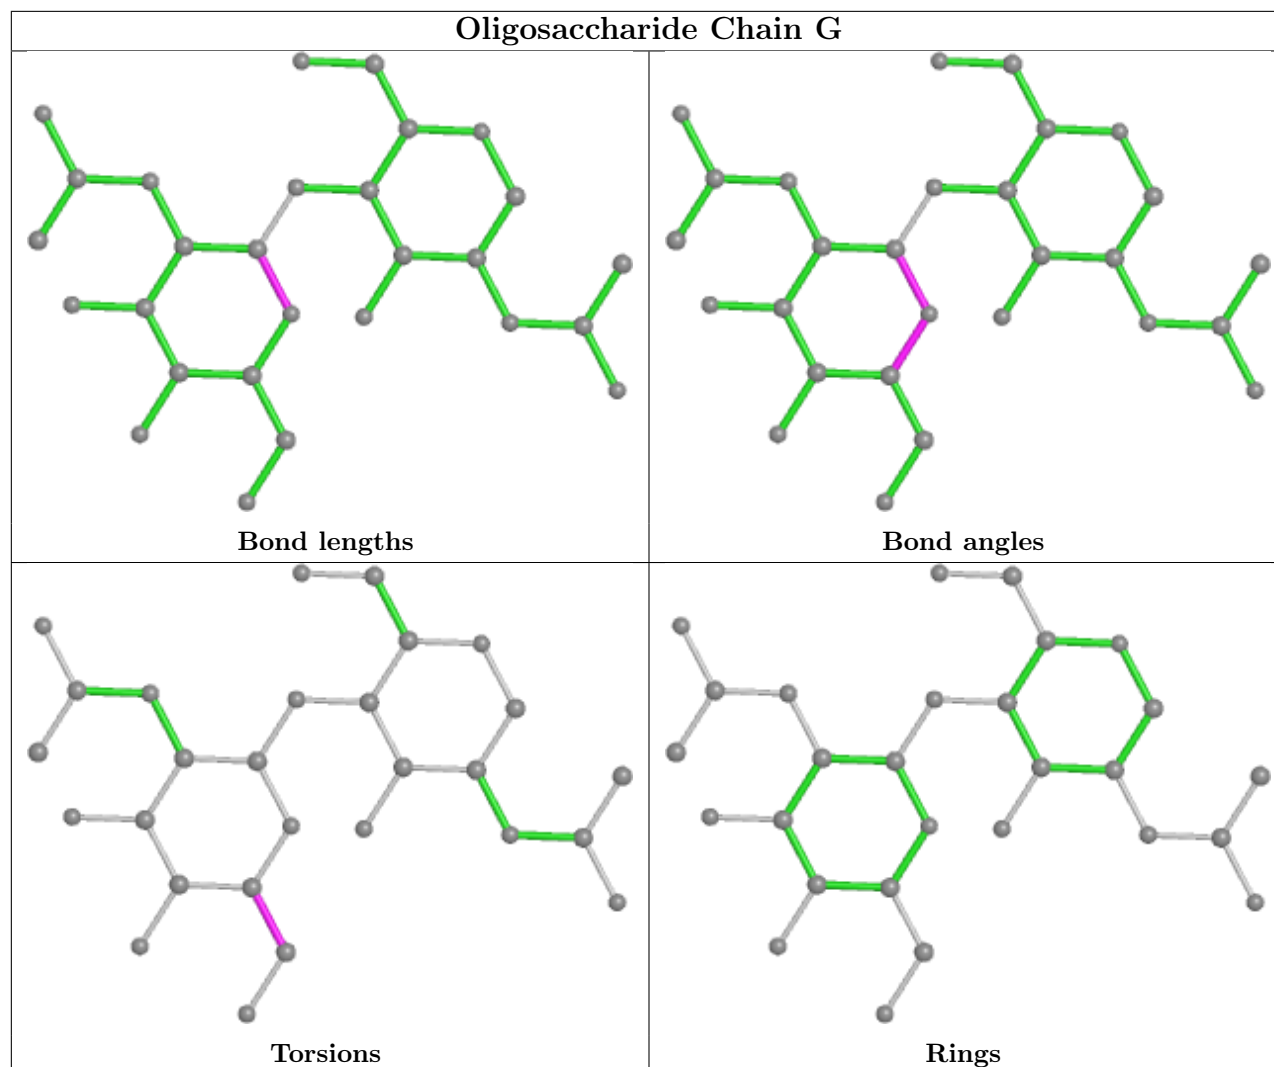 Oligosaccharide Chain G
Bond lengths
Bond angles
Torsions
Rings